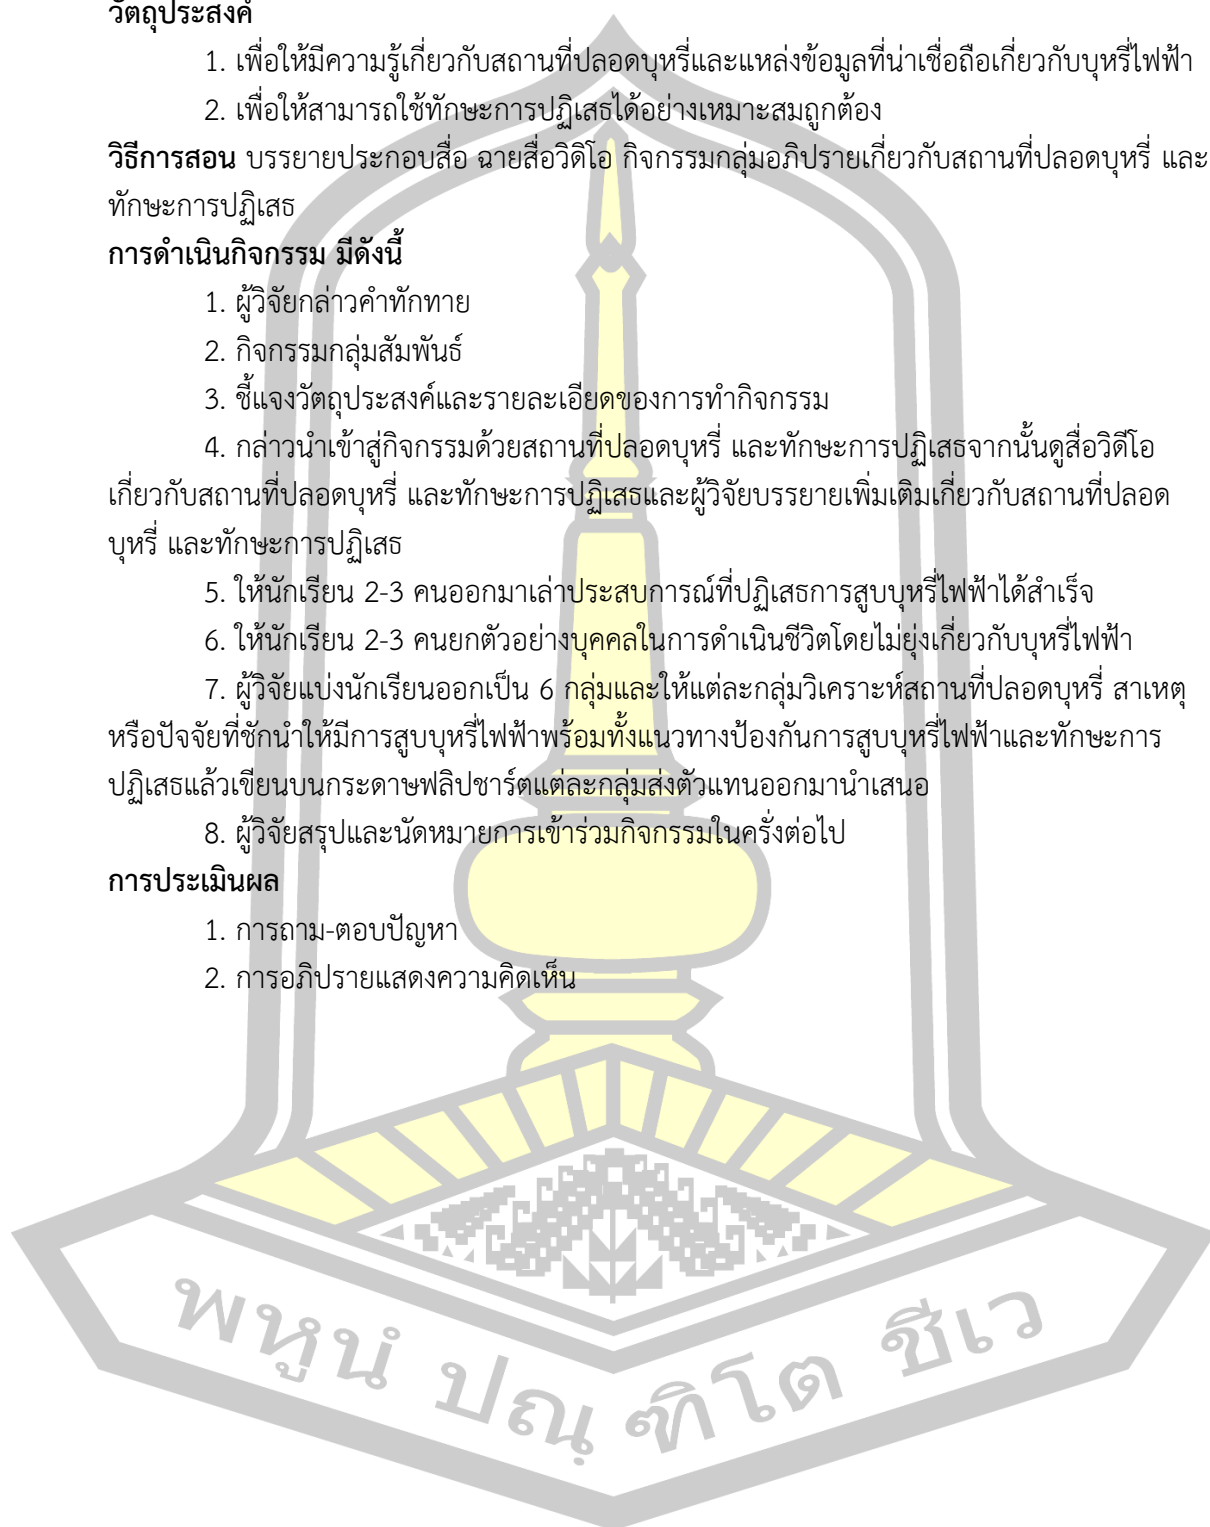 วัตถุประสงค์
1. เพื่อให้มีความรู้เกี่ยวกับสถานที่ปลอดบุหรี่และแหล่งข้อมูลที่น่าเชื่อถือเกี่ยวกับบุหรี่ไฟฟ้า
2. เพื่อให้สามารถใช้ทักษะการปฏิเสธได้อย่างเหมาะสมถูกต้อง
วิธีการสอน บรรยายประกอบสื่อ ฉายสื่อวิดิโอ กิจกรรมกลุ่มอภิปรายเกี่ยวกับสถานที่ปลอดบุหรี่ และ
ทักษะการปฏิเสธ
การดำเนินกิจกรรม มีดังนี้
1. ผู้วิจัยกล่าวคำทักทาย
2. กิจกรรมกลุ่มสัมพันธ์
3. ชี้แจงวัตถุประสงค์และรายละเอียดของการทำกิจกรรม
4. กล่าวนำเข้าสู่กิจกรรมด้วยสถานที่ปลอดบุหรี่ และทักษะการปฏิเสธจากนั้นดูสื่อวิดีโอ
เกี่ยวกับสถานที่ปลอดบุหรี่ และทักษะการปฏิเสธและผู้วิจัยบรรยายเพิ่มเติมเกี่ยวกับสถานที่ปลอด
บุหรี่ และทักษะการปฏิเสธ
5. ให้นักเรียน 2-3 คนออกมาเล่าประสบการณ์ที่ปฏิเสธการสูบบุหรี่ไฟฟ้าได้สำเร็จ
6. ให้นักเรียน 2-3 คนยกตัวอย่างบุคคลในการดำเนินชีวิตโดยไม่ยุ่งเกี่ยวกับบุหรี่ไฟฟ้า
7. ผู้วิจัยแบ่งนักเรียนออกเป็น 6 กลุ่มและให้แต่ละกลุ่มวิเคราะห์สถานที่ปลอดบุหรี่ สาเหตุ
หรือปัจจัยที่ชักนำให้มีการสูบบุหรี่ไฟฟ้าพร้อมทั้งแนวทางป้องกันการสูบบุหรี่ไฟฟ้าและทักษะการ
ปฏิเสธแล้วเขียนบนกระดาษฟลิปชาร์ตแต่ละกลุ่มส่งตัวแทนออกมานำเสนอ
8. ผู้วิจัยสรุปและนัดหมายการเข้าร่วมกิจกรรมในครั้งต่อไป
การประเมินผล
1. การถาม-ตอบปัญหา
2. การอภิปรายแสดงความคิดเห็น
พหูนํ ปณฺฑิโต ชีเว